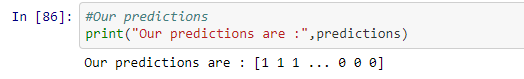 In [86]: #Our predictions
print("Our predictions are :",predictions)
Our predictions are : [1 1 1 ... 0 0 0]